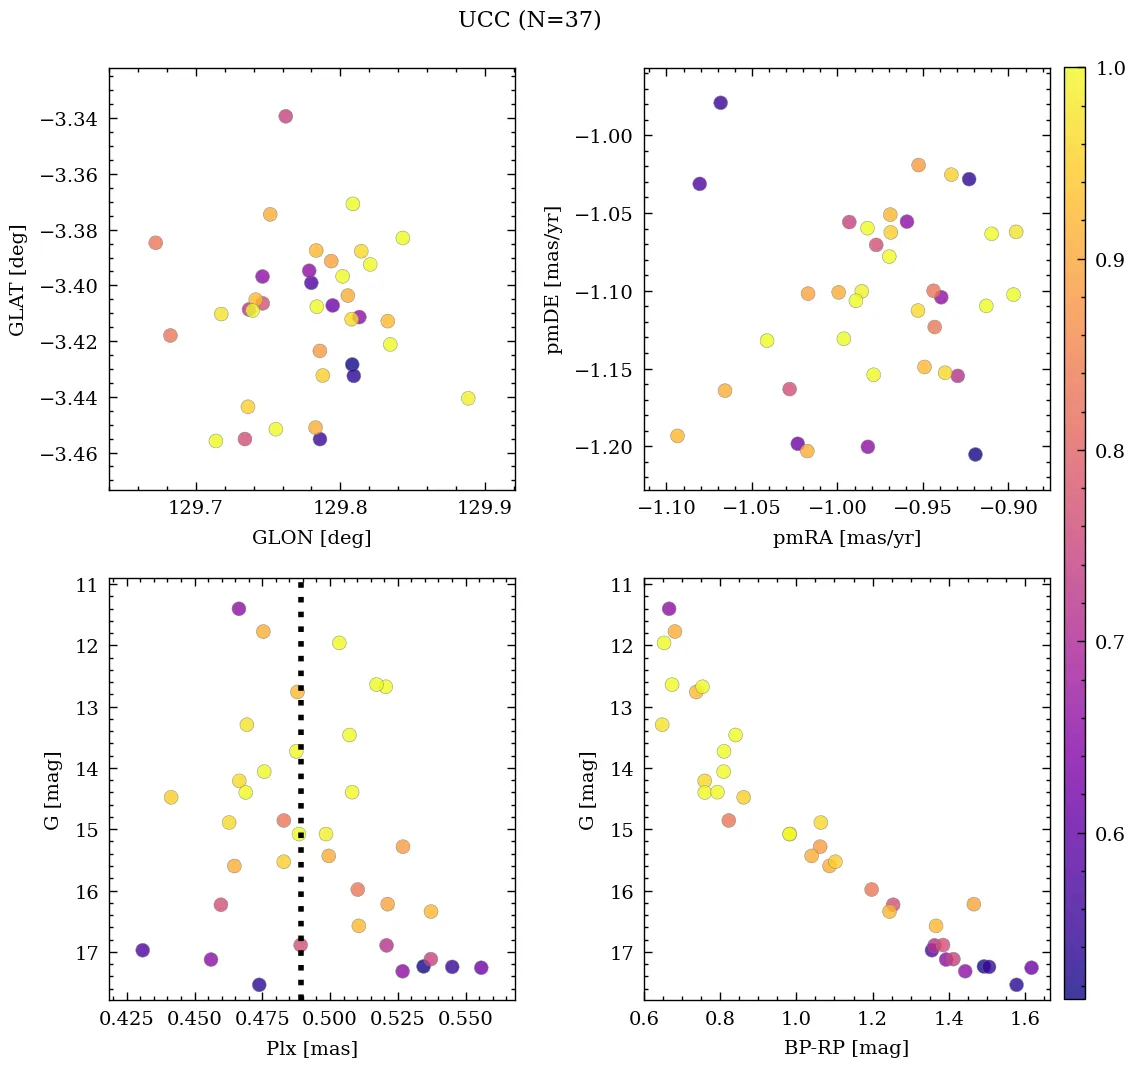 UCC (N=37)
−3.34
−3.36
−3.38
−3.40
−3.42
−3.44
−3.46
GLAT [deg]
129.7 129.8 129.9
GLON [deg]
−1.00
−1.05
−1.10
−1.15
−1.20
pmDE [mas/yr]
−1.10 −1.05 −1.00 −0.95 −0.90
pmRA [mas/yr]
1.0
0.9
0.8
0.7
0.6
11
12
13
14
15
16
17
G [mag]
0.425 0.450 0.475 0.500 0.525 0.550
Plx [mas]
11
12
13
14
15
16
17
G [mag]
0.6 0.8 1.0 1.2 1.4 1.6
BP-RP [mag]